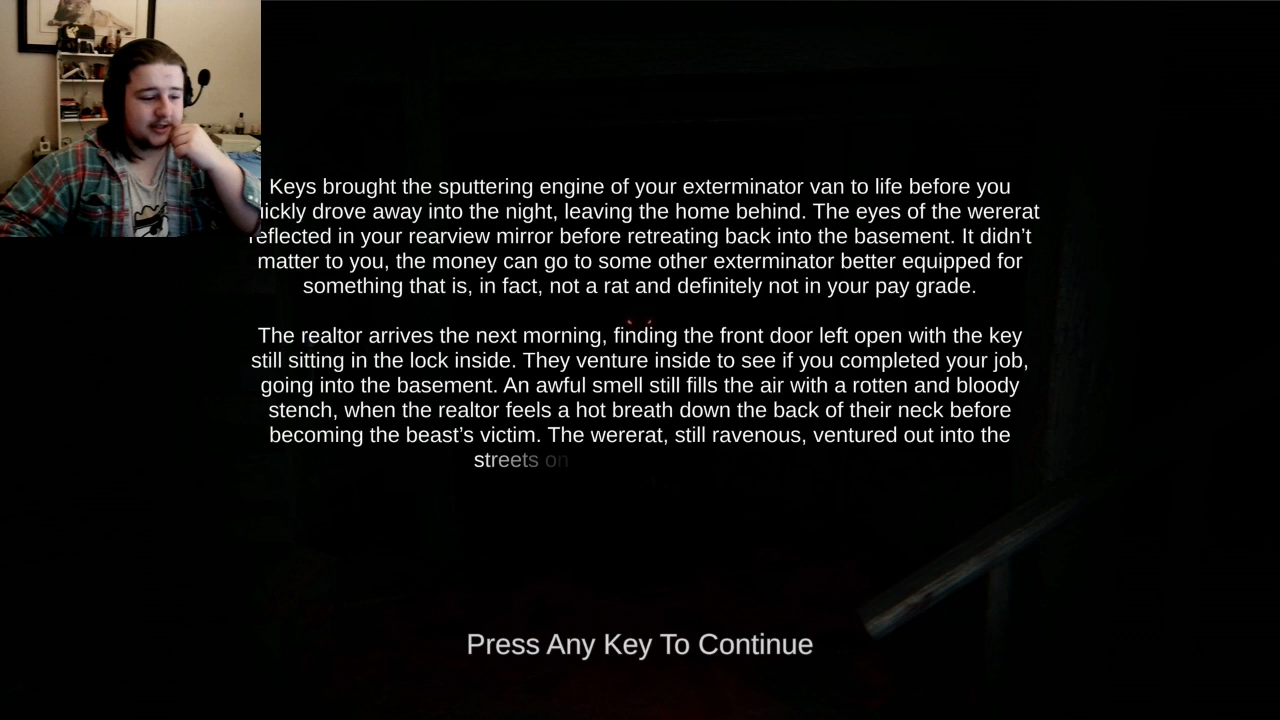 Keys brought the sputtering engine of your exterminator van to life before you
ickly drove away into the night, leaving the home behind. The eyes of the wererat
reflected in your rearview mirror before retreating back into the basement. It didn't
matter to you, the money can go to some other exterminator better equipped for
something that is, in fact, not a rat and definitely not in your pay grade.
The realtor arrives the next morning, finding the front door left open with the key
still sitting in the lock inside. They venture inside to see if you completed your job,
going into the basement. An awful smell still fills the air with a rotten and bloody
stench, when the realtor feels a hot breath down the back of their neck before
becoming the beast's victim. The wererat, still ravenous, ventured out into the
streets on
Press Any Key To Continue